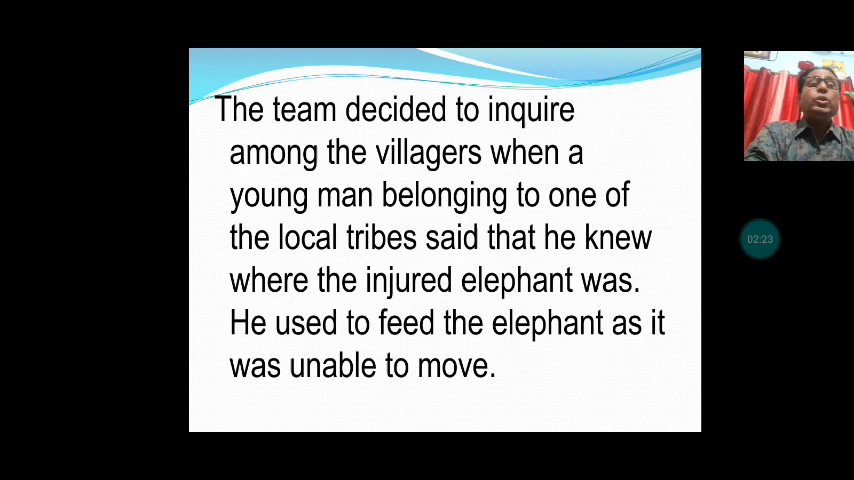 The team decided to inquire
among the villagers when a
young man belonging to one of
the local tribes said that he knew
where the injured elephant was.
He used to feed the elephant as it
was unable to move.
02:23